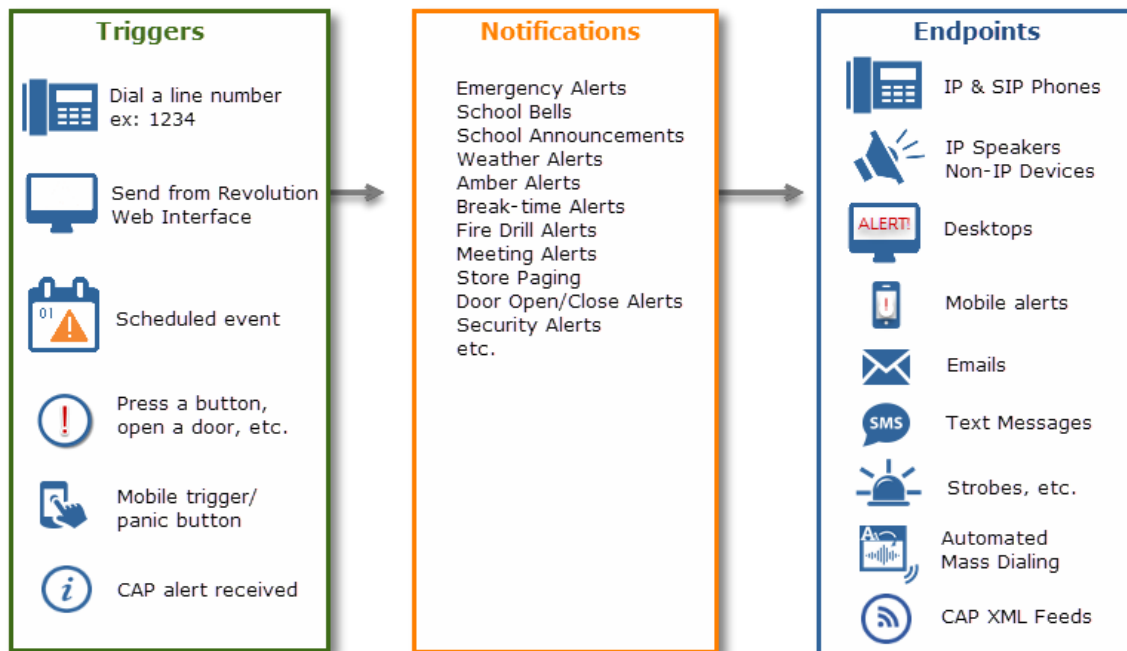 Triggers
Dial a line number
ex: 1234
Send from Revolution
Web Interface
01
Scheduled event
Press a button,
open a door, etc.
Mobile trigger/
panic button
i
CAP alert received
Notifications
Emergency Alerts
School Bells
School Announcements
Weather Alerts
Amber Alerts
Break-time Alerts
Fire Drill Alerts
Meeting Alerts
Store Paging
Door Open/Close Alerts
Security Alerts
etc.
Endpoints
IP & SIP Phones
IP Speakers
Non-IP Devices
ALERT!
Desktops
Mobile alerts
Emails
SMS
Text Messages
Strobes, etc.
A
Automated
Mass Dialing
CAP XML Feeds